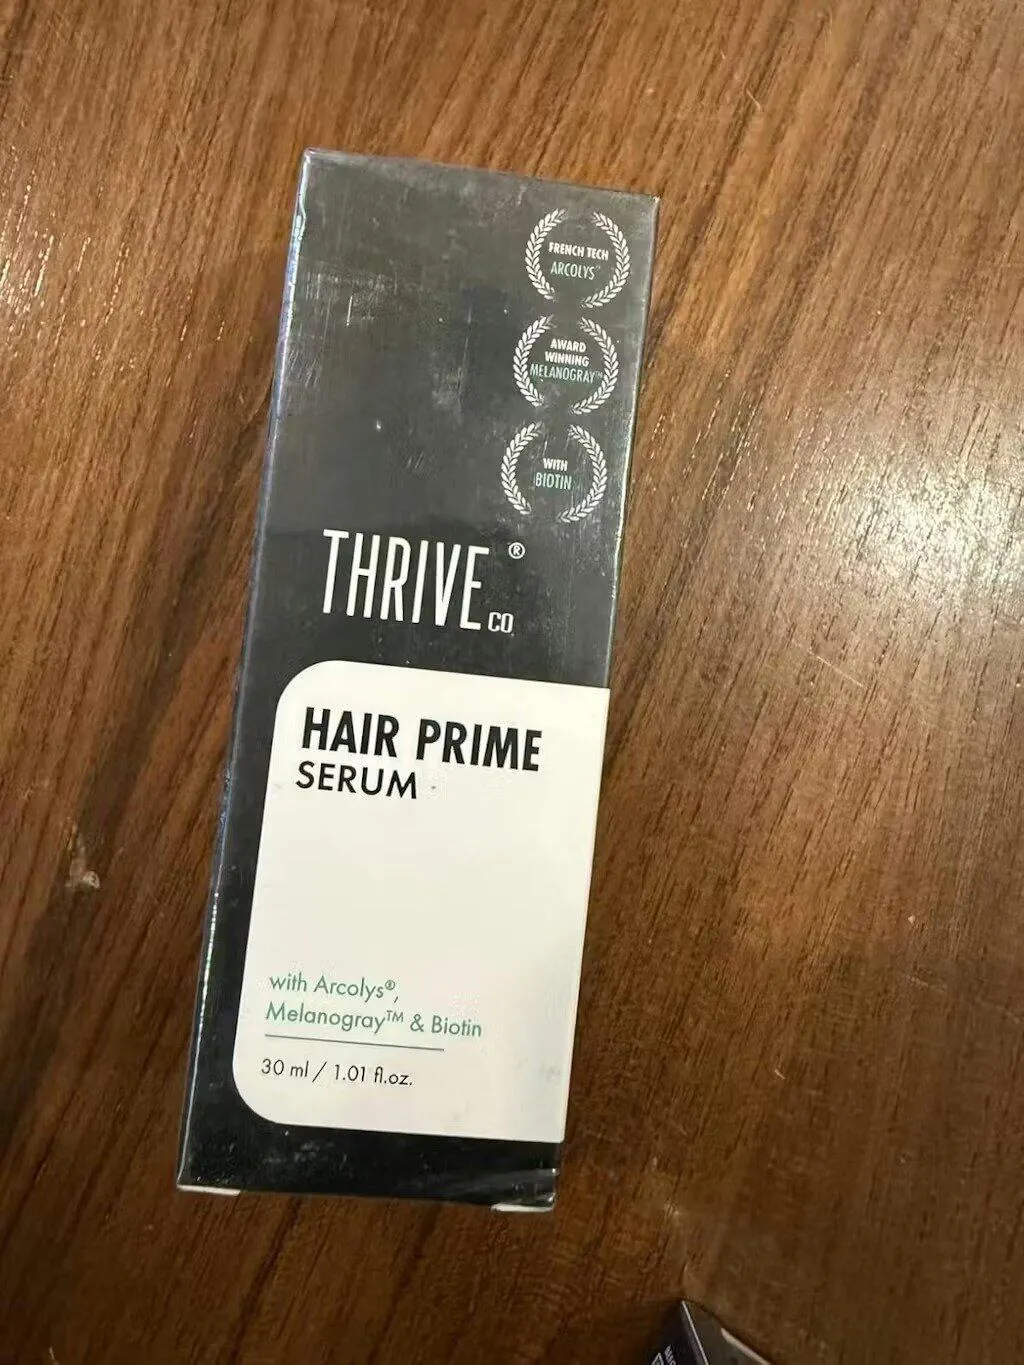 FRENCH TECH
ARCOLYS™
AWARD
WINNING
MELANOGRAY™
WITH
BIOTIN
THRIVE®
CO
HAIR PRIME
SERUM
with Arcolys®,
Melanogray™ & Biotin
30 ml / 1.01 fl.oz.